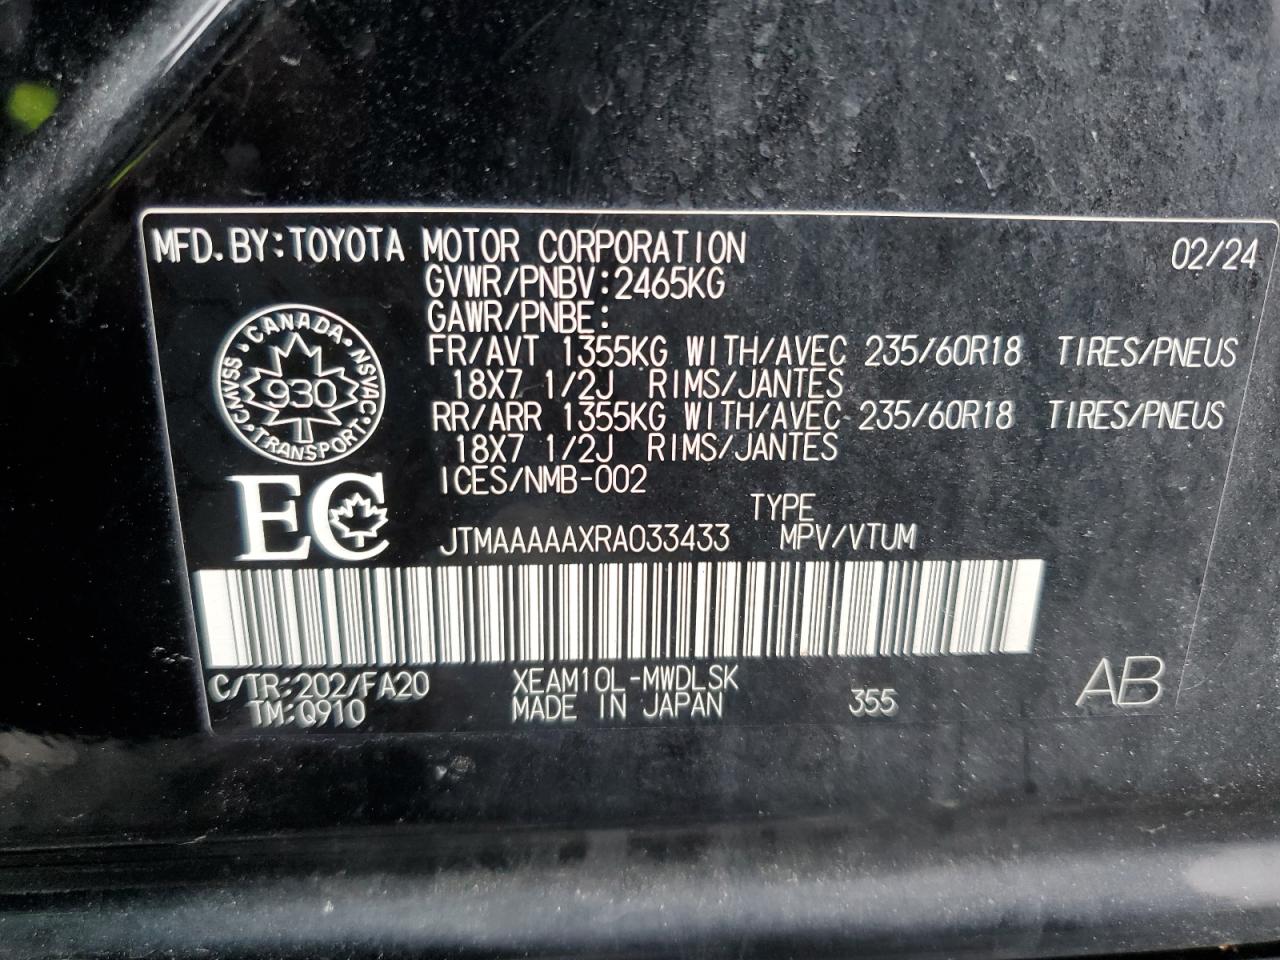 MFD.BY:TOYOTA MOTOR CORPORATION 02/24
GVWR/PNBV:2465KG
GAWR/PNBE:
FR/AVT 1355KG WITH/AVEC 235/60R18 TIRES/PNEUS
18X7 1/2J RIMS/JANTES
RR/ARR 1355KG WITH/AVEC 235/60R18 TIRES/PNEUS
18X7 1/2J RIMS/JANTES
ICES/NMB-002
CANADA
CMVSS 930 NSVAC
TRANSPORT
EC
TYPE
JTMAAAAAXRA033433 MPV/VTUM
C/TR:202/FA20 XEAM10L-MWDLSK
TM:Q910 MADE IN JAPAN 355 AB